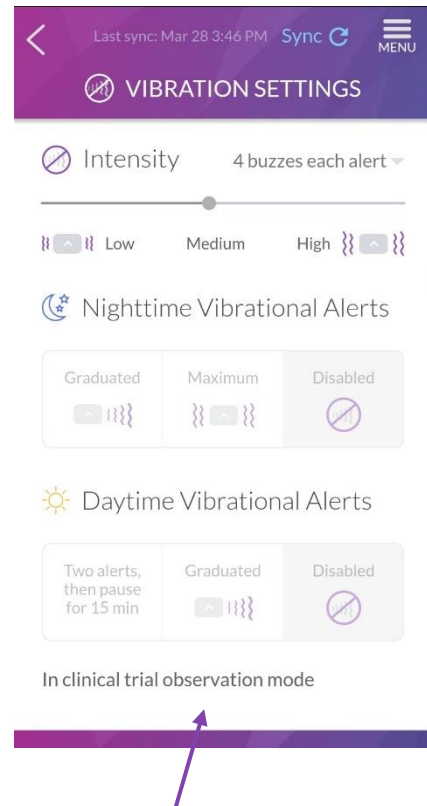 Last sync: Mar 28 3:46 PM Sync
MENU
VIBRATION SETTINGS
Intensity 4 buzzes each alert
Low Medium High
Nighttime Vibrational Alerts
Graduated Maximum Disabled
Daytime Vibrational Alerts
Two alerts,
then pause
for 15 min
Graduated Disabled
In clinical trial observation mode